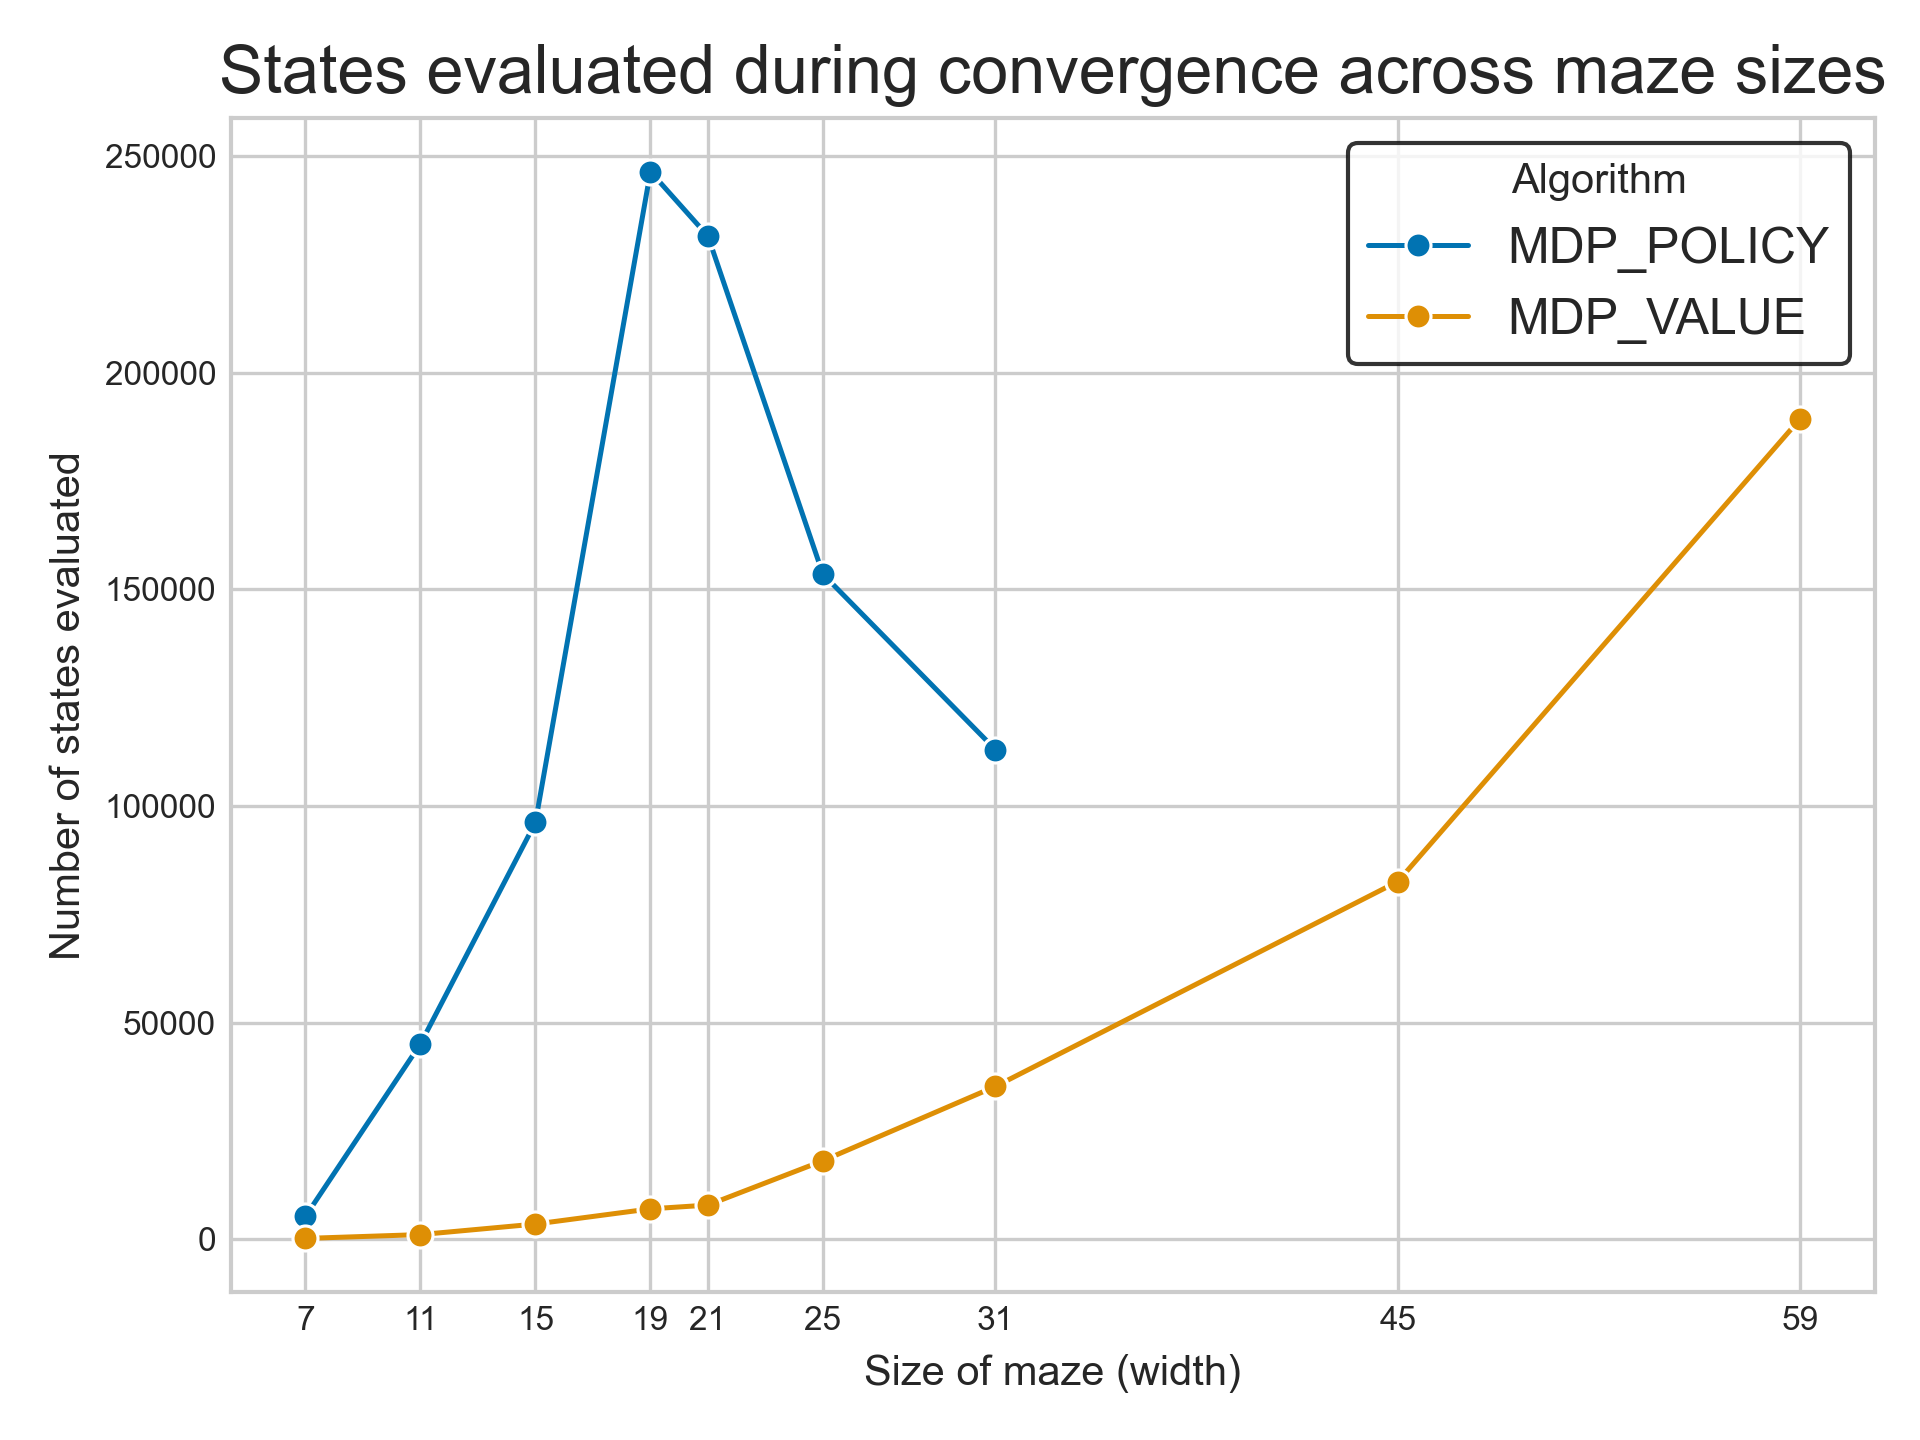 States evaluated during convergence across maze sizes
250000
200000
150000
100000
50000
0
Number of states evaluated
Algorithm
MDP_POLICY
MDP_VALUE
7 11 15 19 21 25 31 45 59
Size of maze (width)